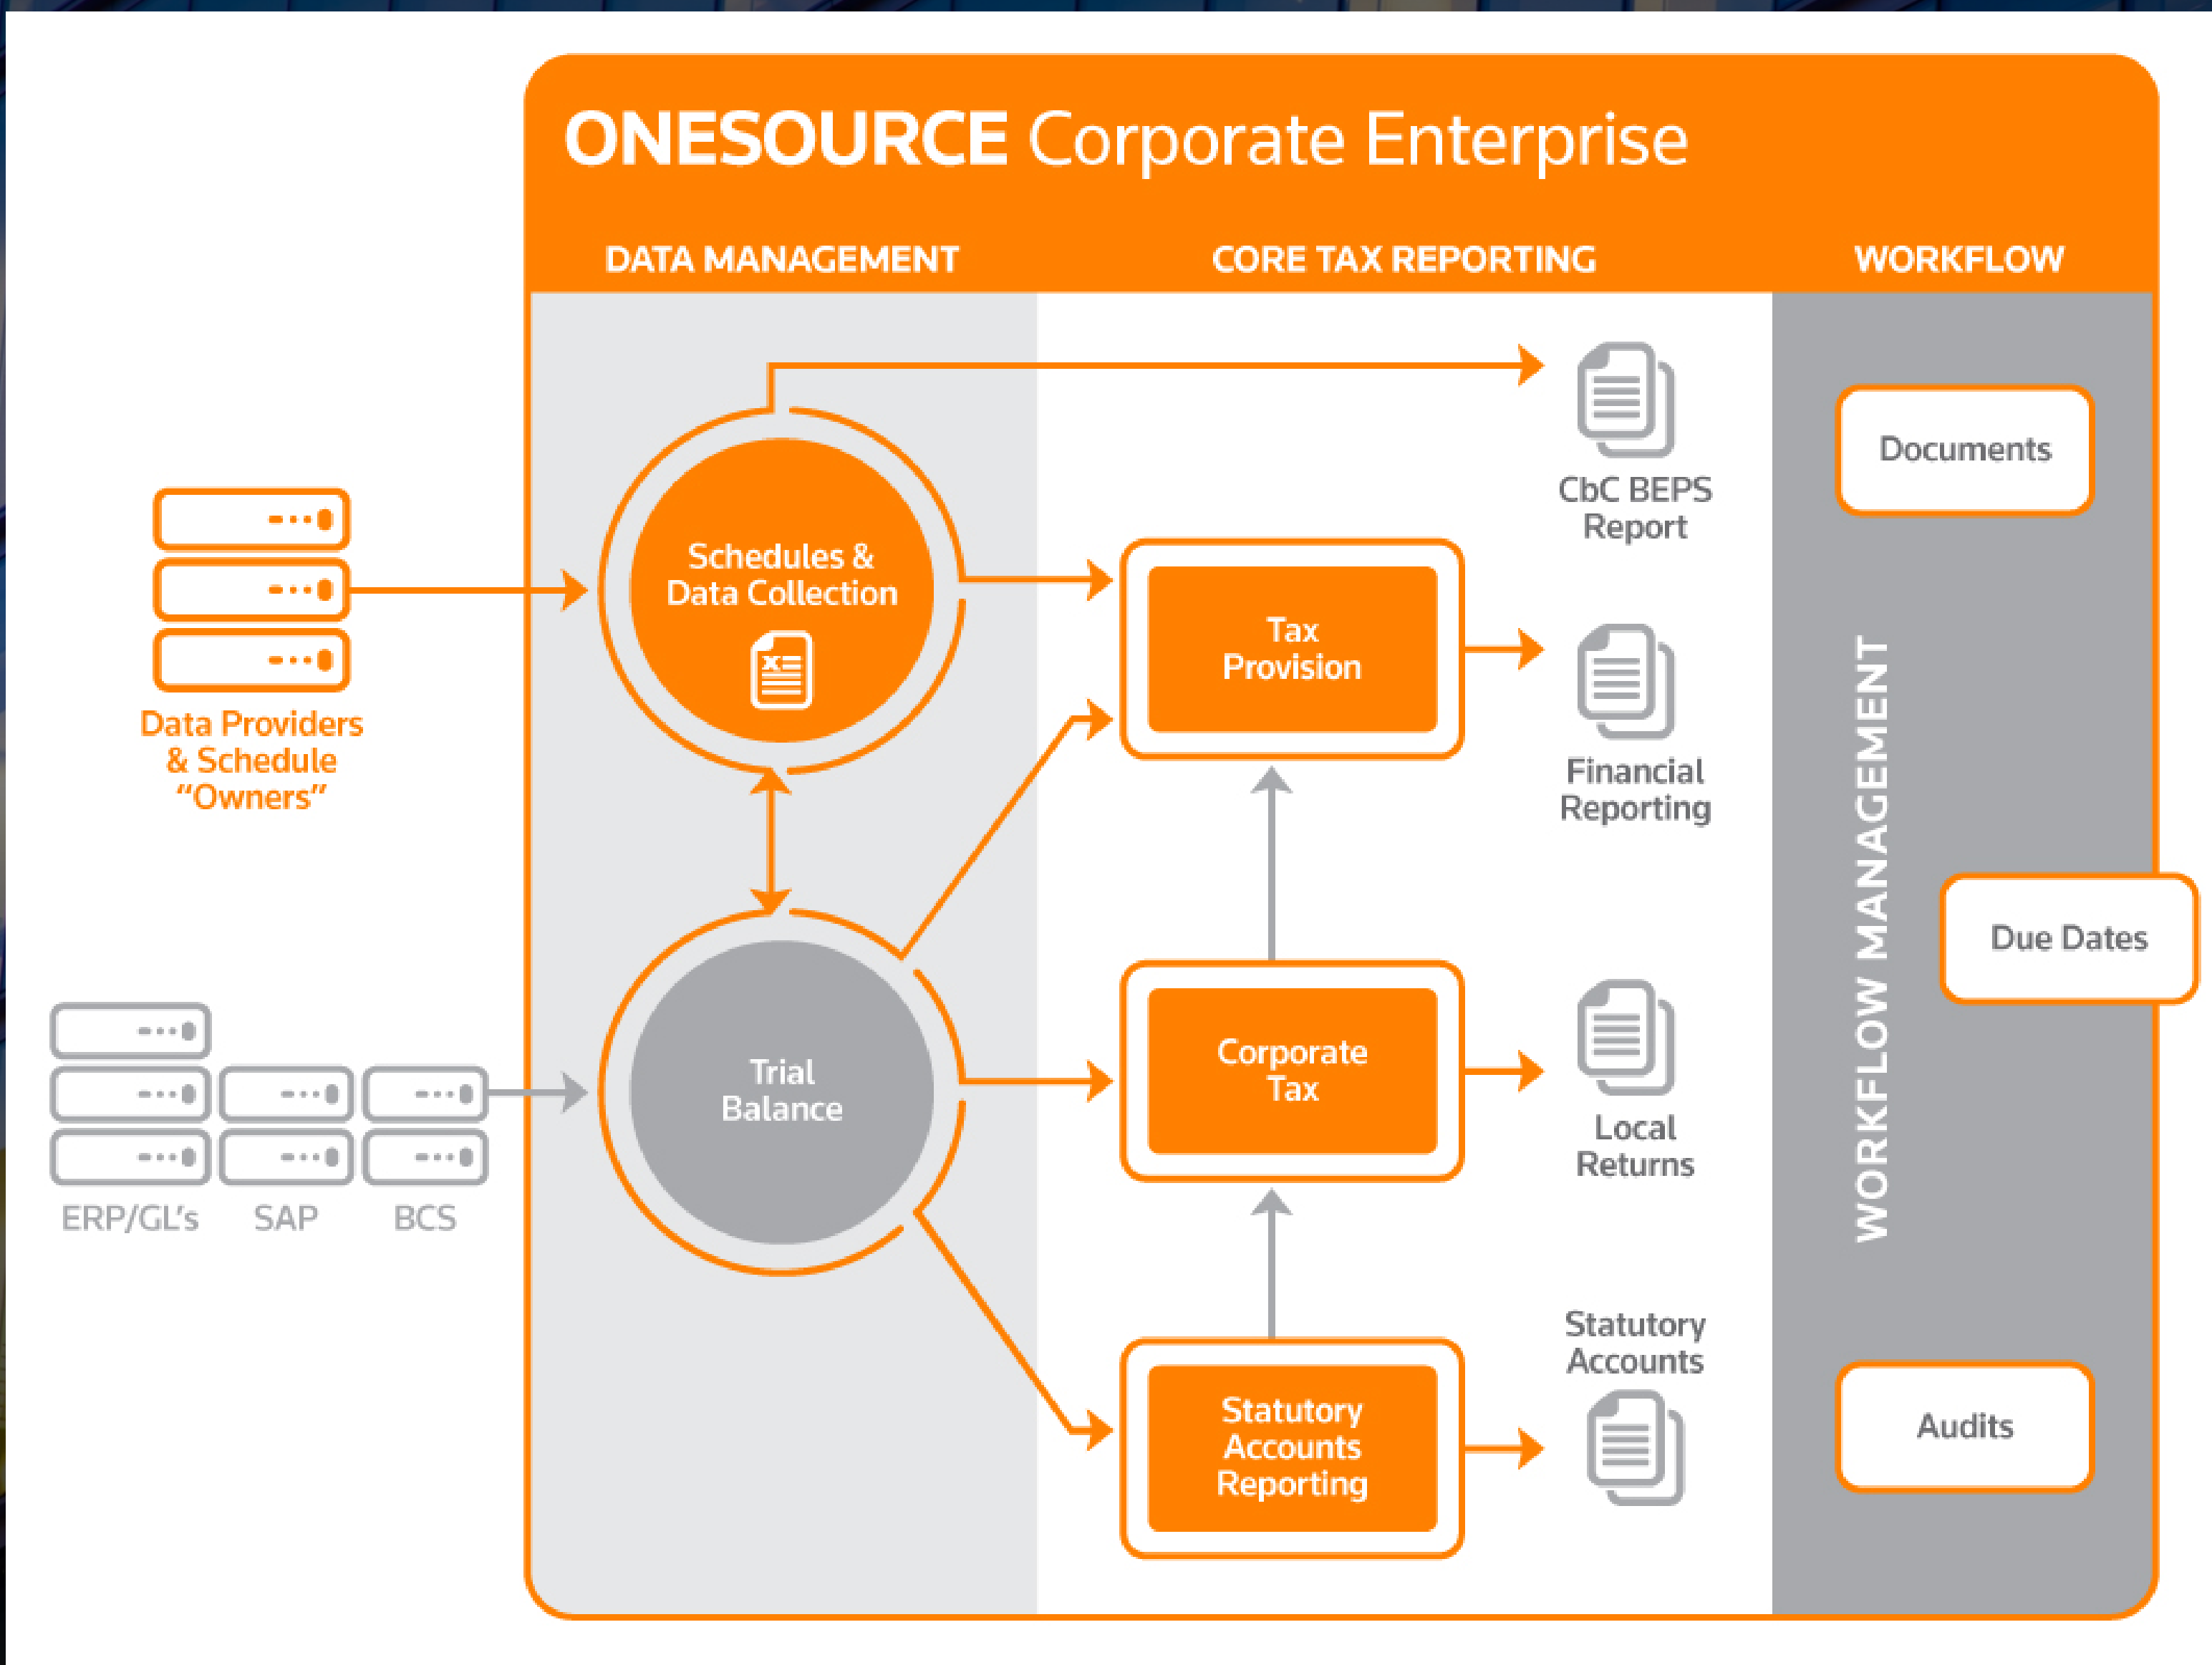 ONESOURCE Corporate Enterprise
DATA MANAGEMENT
CORE TAX REPORTING
WORKFLOW
Schedules &
Data Collection
Data Providers
& Schedule
“Owners”
Trial
Balance
ERP/GL’s
SAP
BCS
Tax
Provision
Corporate
Tax
Statutory
Accounts
Reporting
CbC BEPS
Report
Financial
Reporting
Local
Returns
Statutory
Accounts
WORKFLOW MANAGEMENT
Documents
Due Dates
Audits